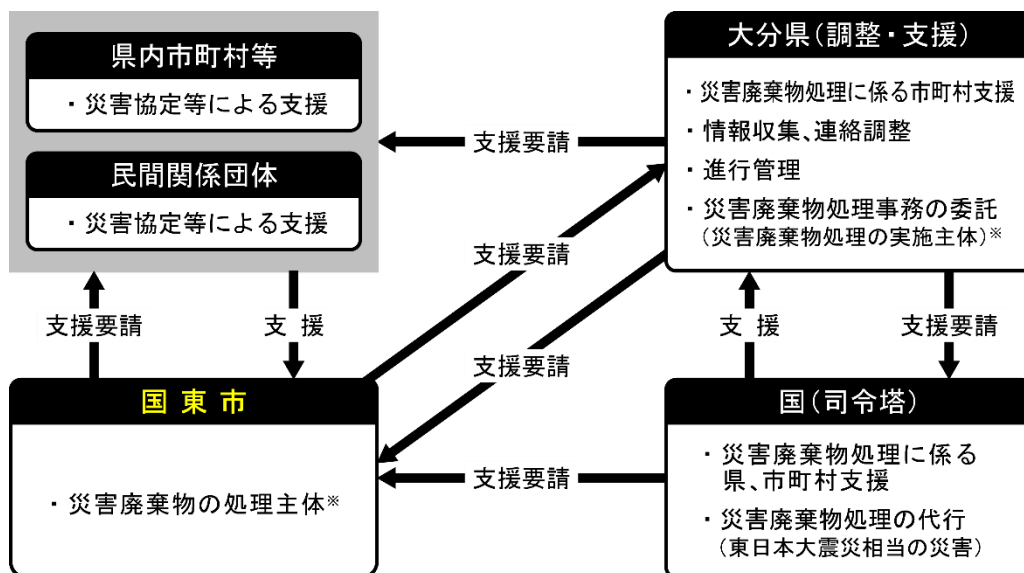 県内市町村等
・災害協定等による支援
民間関係団体
・災害協定等による支援
大分県(調整・支援)
・災害廃棄物処理に係る市町村支援
・情報収集、連絡調整
・進行管理
・災害廃棄物処理事務の委託
(災害廃棄物処理の実施主体)※
支援要請
支援要請
支援要請
支援要請
支 援
支 援
支援要請
国東市
・災害廃棄物の処理主体※
支援要請
国(司令塔)
・災害廃棄物処理に係る
県、市町村支援
・災害廃棄物処理の代行
(東日本大震災相当の災害)